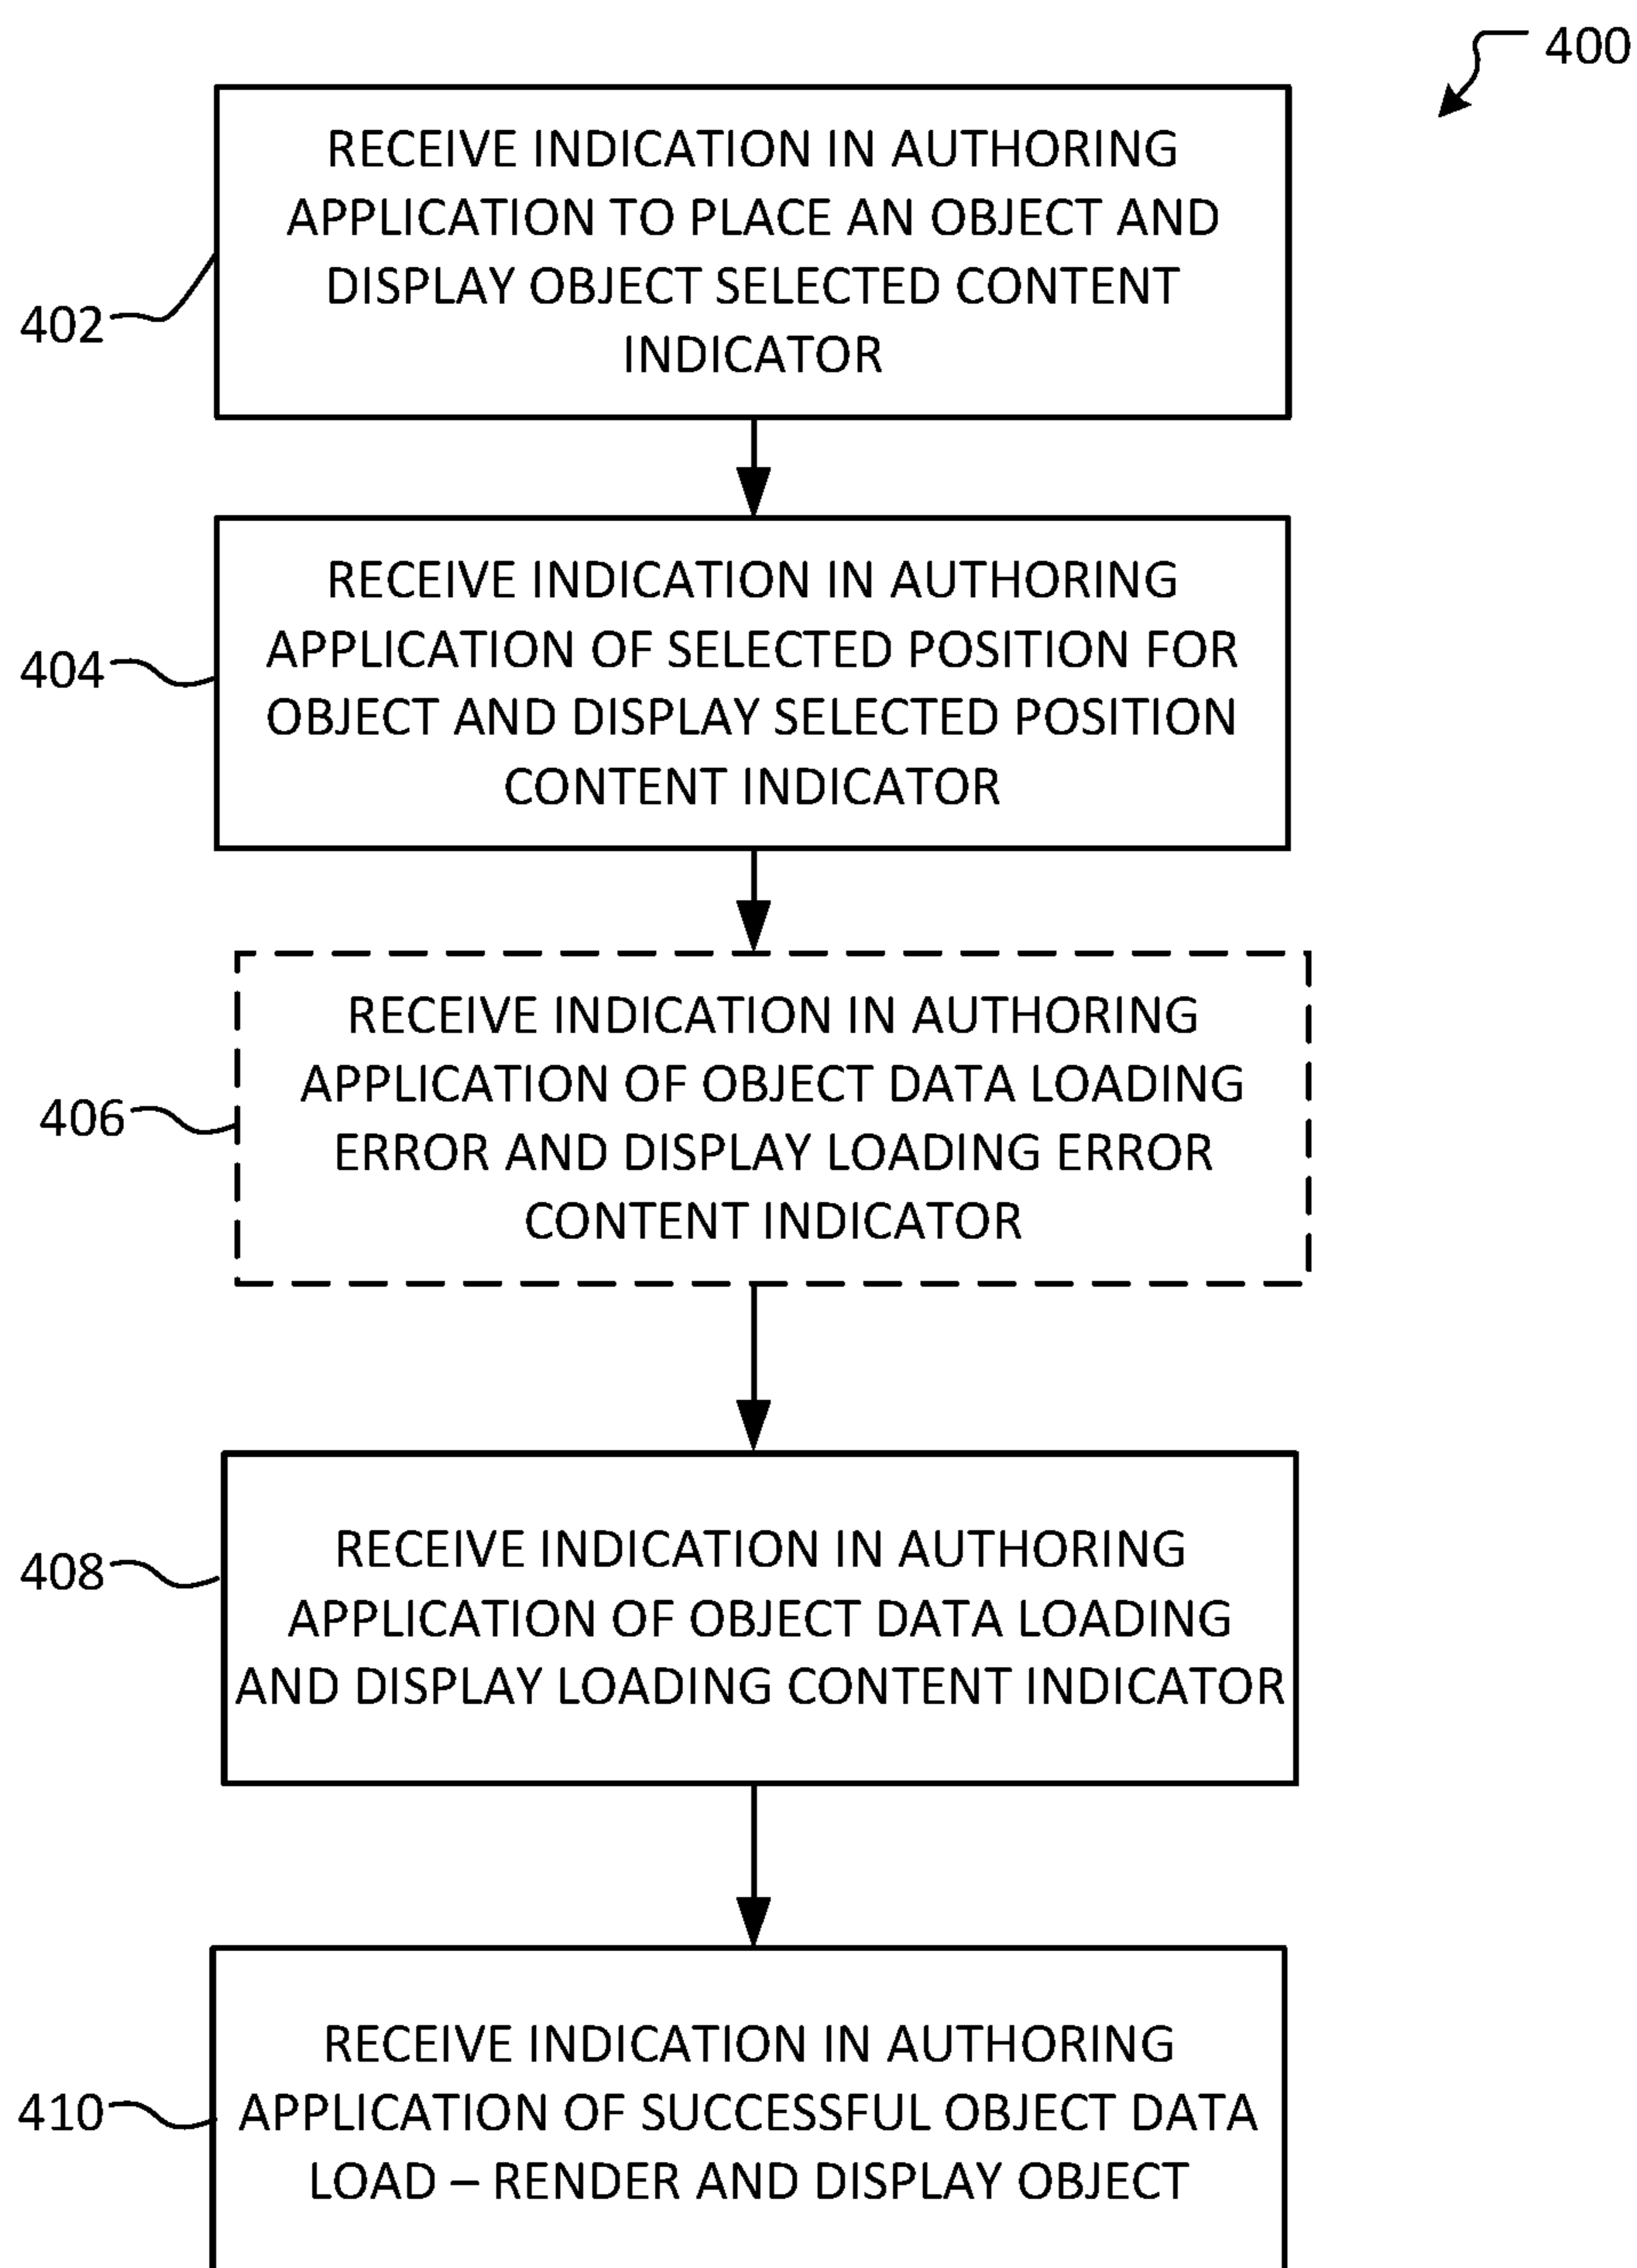 400
RECEIVE INDICATION IN AUTHORING
APPLICATION TO PLACE AN OBJECT AND
DISPLAY OBJECT SELECTED CONTENT
INDICATOR
402
RECEIVE INDICATION IN AUTHORING
APPLICATION OF SELECTED POSITION FOR
OBJECT AND DISPLAY SELECTED POSITION
CONTENT INDICATOR
404
RECEIVE INDICATION IN AUTHORING
APPLICATION OF OBJECT DATA LOADING
ERROR AND DISPLAY LOADING ERROR
CONTENT INDICATOR
406
RECEIVE INDICATION IN AUTHORING
APPLICATION OF OBJECT DATA LOADING
AND DISPLAY LOADING CONTENT INDICATOR
408
RECEIVE INDICATION IN AUTHORING
APPLICATION OF SUCCESSFUL OBJECT DATA
LOAD – RENDER AND DISPLAY OBJECT
410